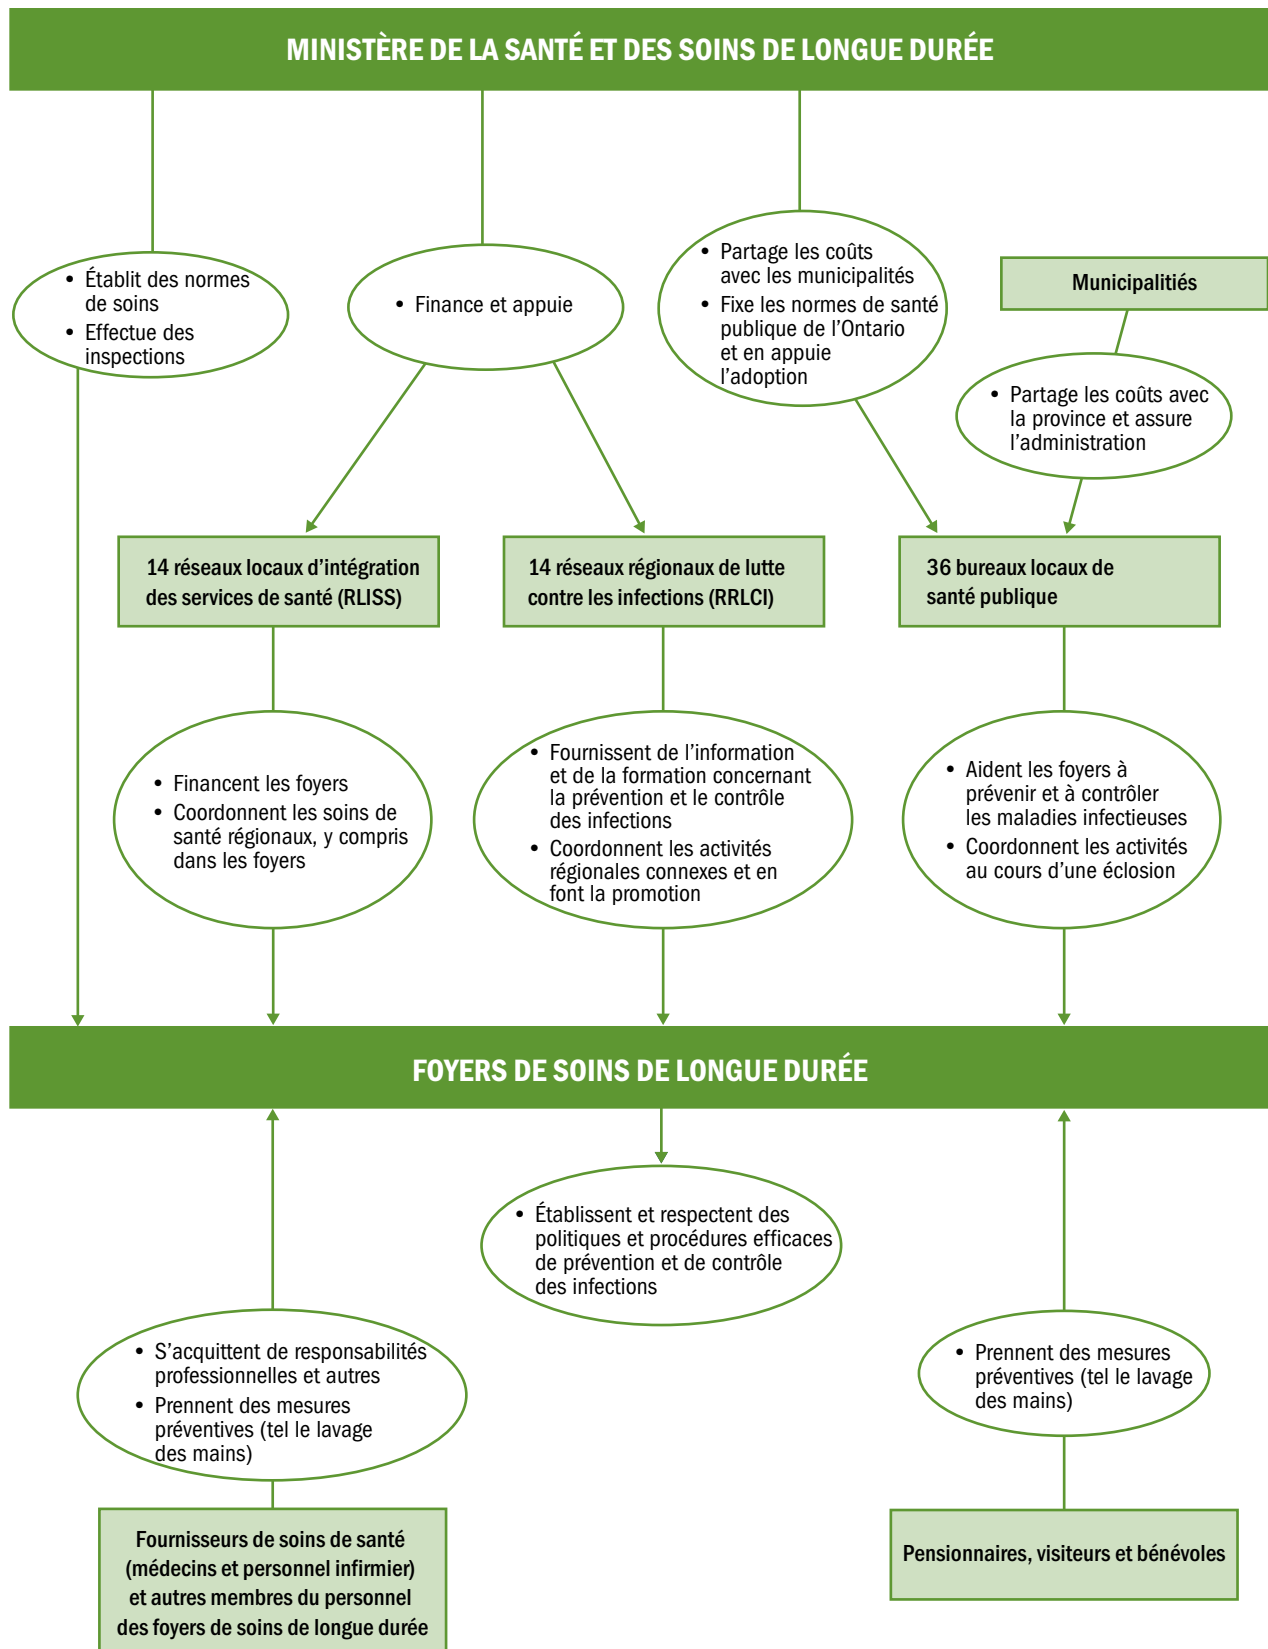 MINISTÈRE DE LA SANTÉ ET DES SOINS DE LONGUE DURÉE
• Établit des normes
de soins
• Effectue des
inspections
• Finance et appuie
• Partage les coûts
avec les municipalités
• Fixe les normes de santé
publique de l'Ontario
et en appuie
l'adoption
Municipalitiés
• Partage les coûts avec
la province et assure
l'administration
14 réseaux locaux d'intégration
des services de santé (RLISS)
14 réseaux régionaux de lutte
contre les infections (RRLCI)
36 bureaux locaux de
santé publique
• Financent les foyers
• Coordonnent les soins de
santé régionaux, y compris
dans les foyers
• Fournissent de l'information
et de la formation concernant
la prévention et le contrôle
des infections
• Coordonnent les activités
régionales connexes et en
font la promotion
• Aident les foyers à
prévenir et à contrôler
les maladies infectieuses
• Coordonnent les activités
au cours d'une éclosion
FOYERS DE SOINS DE LONGUE DURÉE
• Établissent et respectent des
politiques et procédures efficaces
de prévention et de contrôle
des infections
• S'acquittent de responsabilités
professionnelles et autres
• Prennent des mesures
préventives (tel le lavage
des mains)
• Prennent des mesures
préventives (tel le lavage
des mains)
Fournisseurs de soins de santé
(médecins et personnel infirmier)
et autres membres du personnel
des foyers de soins de longue durée
Pensionnaires, visiteurs et bénévoles